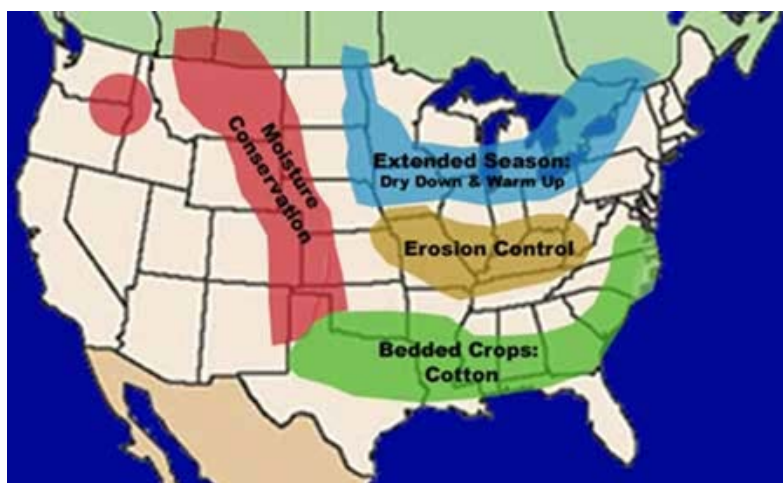 Moisture
Conservation
Extended Season:
Dry Down & Warm Up
Erosion Control
Bedded Crops:
Cotton